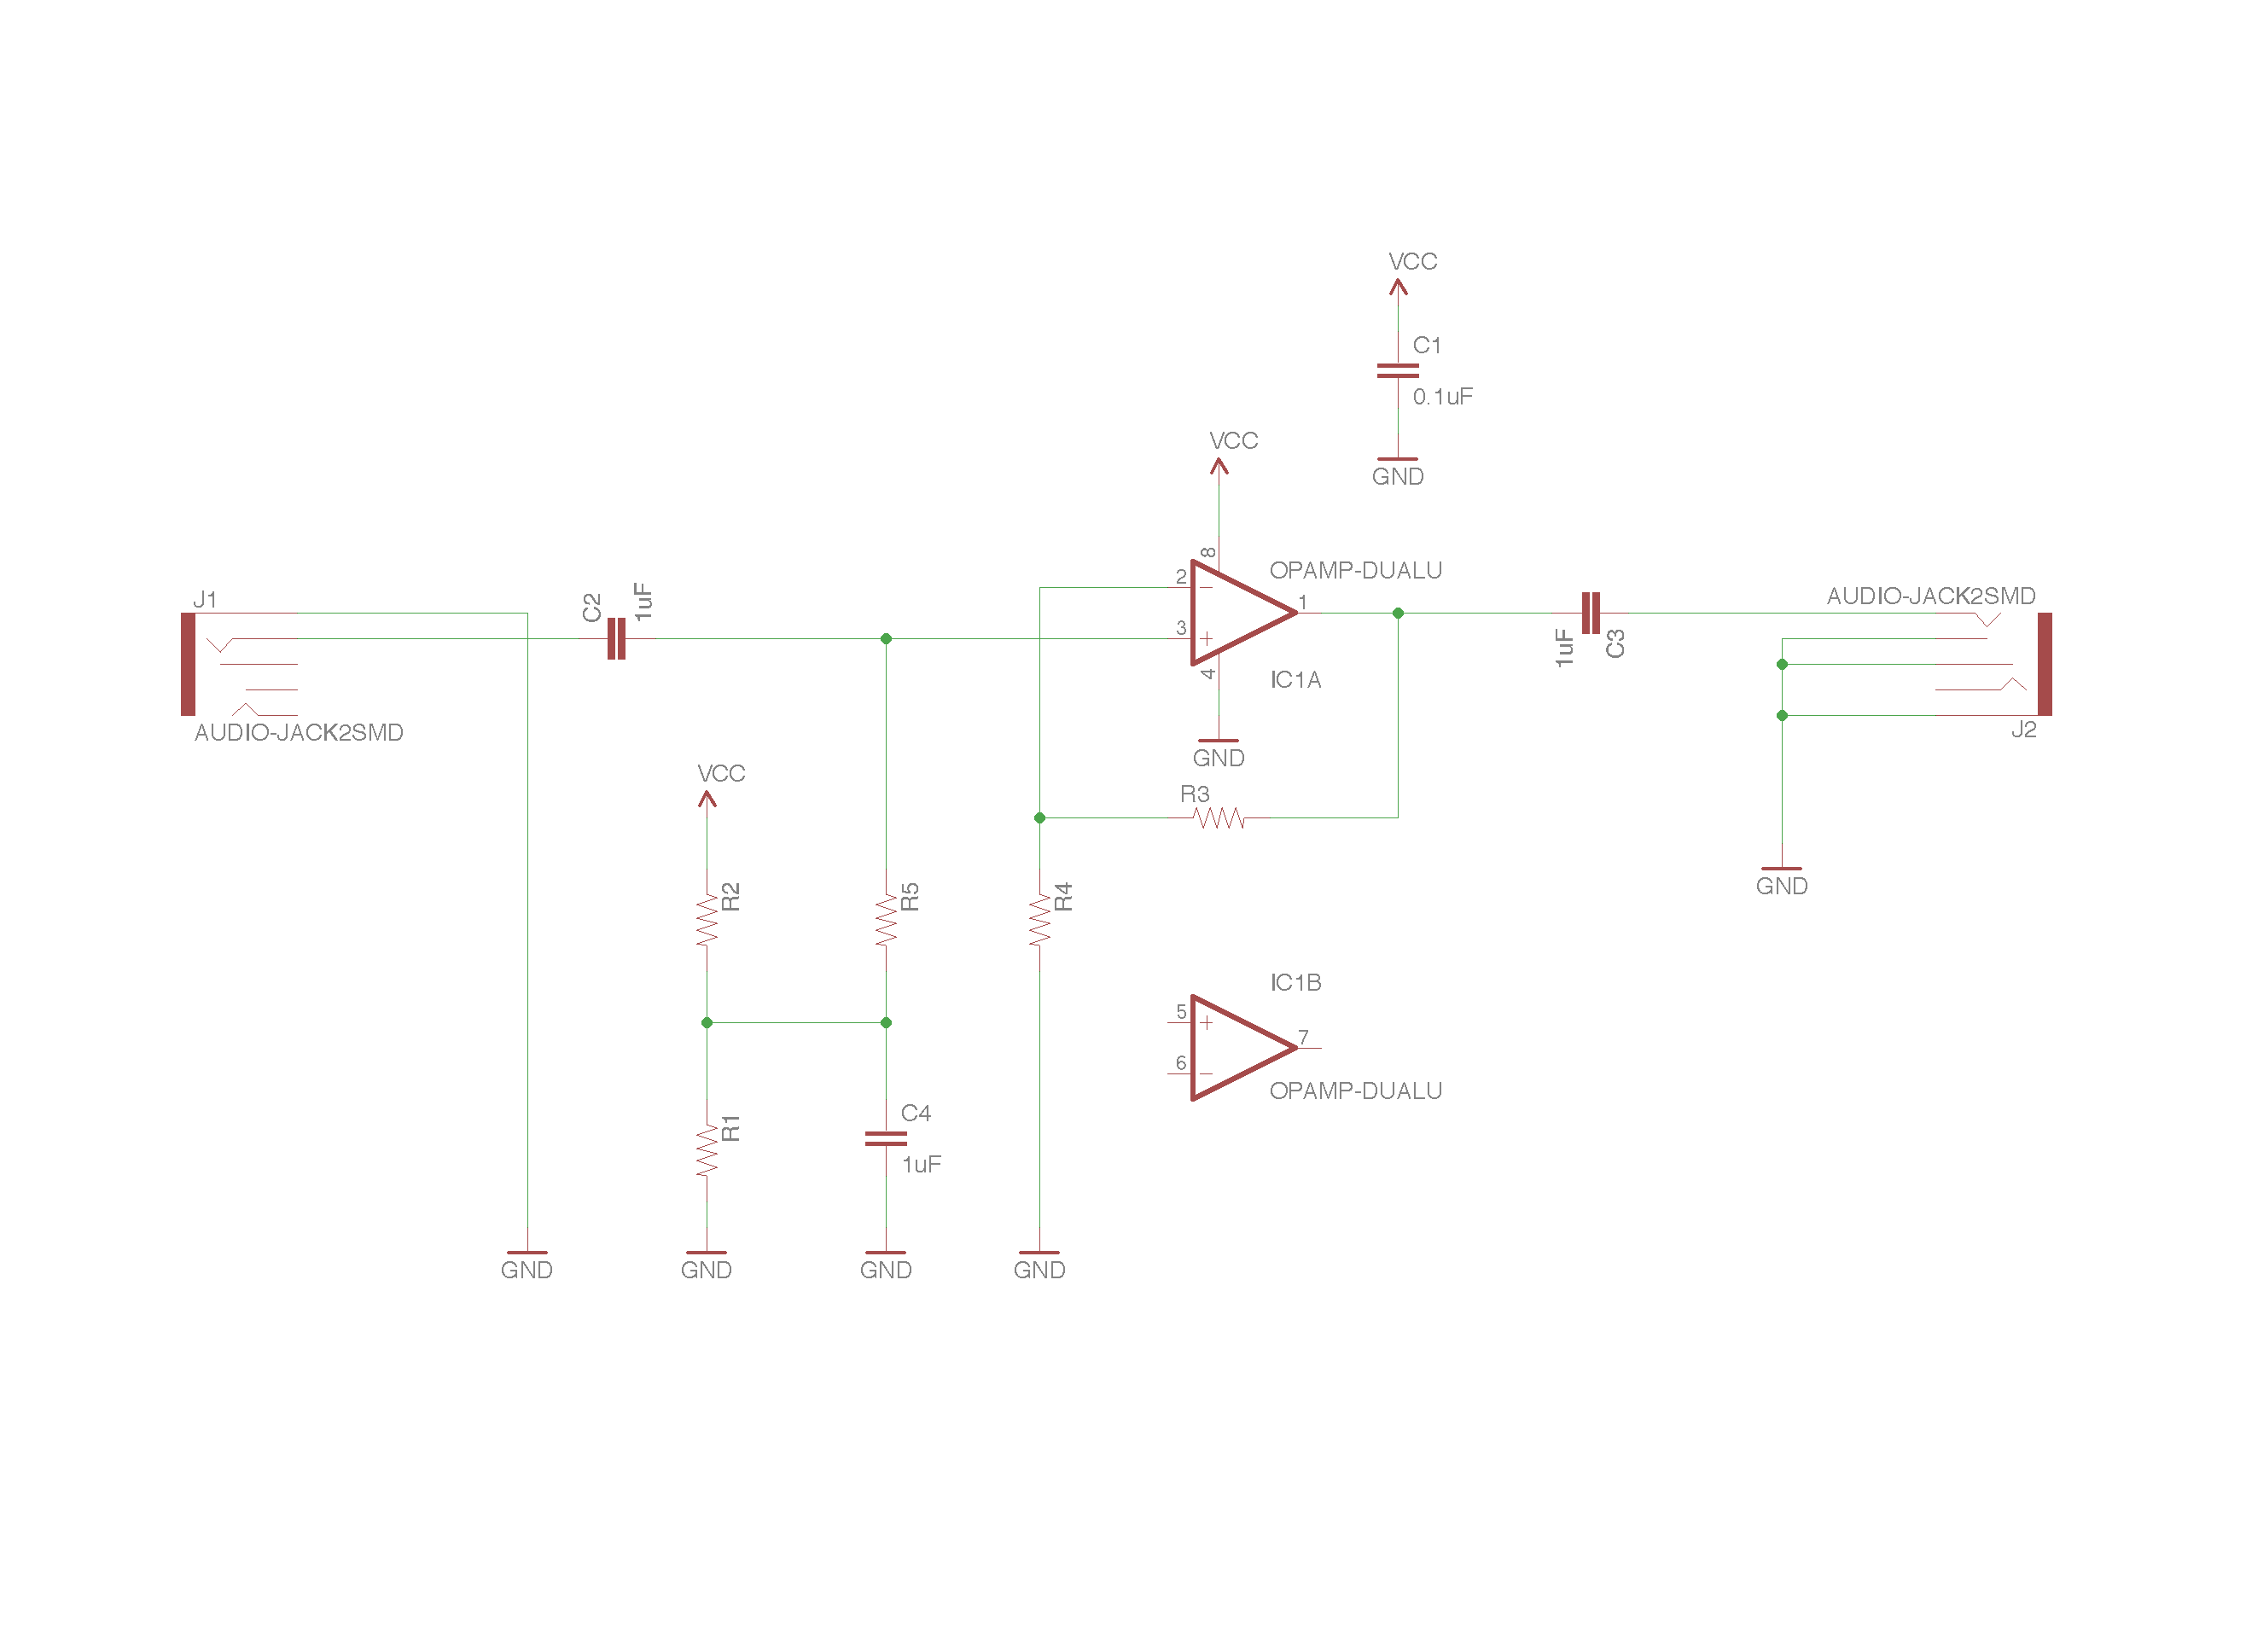 VCC
C1
0.1uF
GND
VCC
8
OPAMP-DUALU
2
1
3
4
IC1A
GND
J1
AUDIO-JACK2SMD
C2
1uF
1uF
C3
AUDIO-JACK2SMD
J2
GND
VCC
R3
R2
R5
R4
IC1B
5
7
6
OPAMP-DUALU
R1
C4
1uF
GND
GND
GND
GND